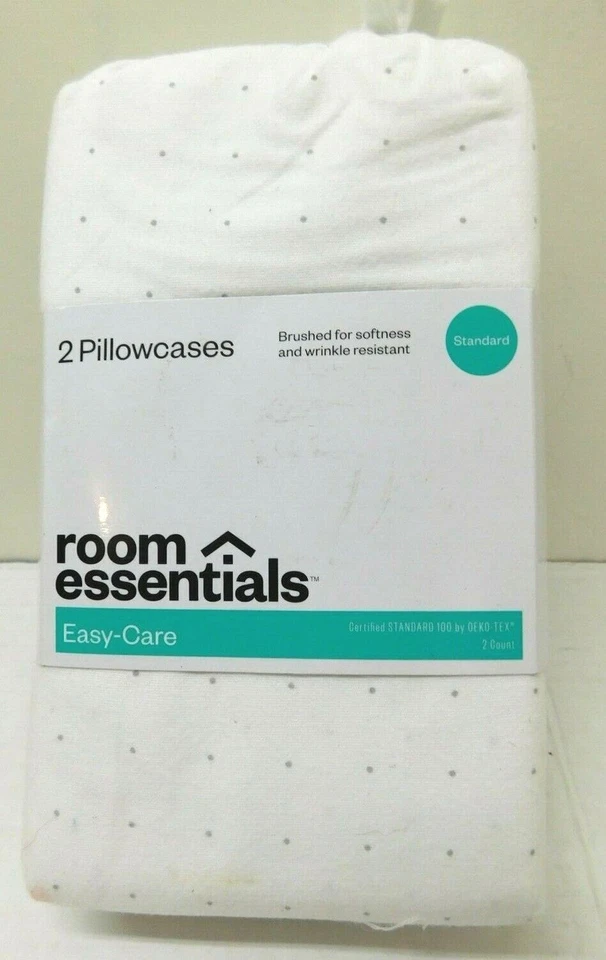 2 Pillowcases
Brushed for softness
and wrinkle resistant
Standard
room
essentials™
Easy-Care
Certified STANDARD 100 by OEKO-TEX®
2 Count